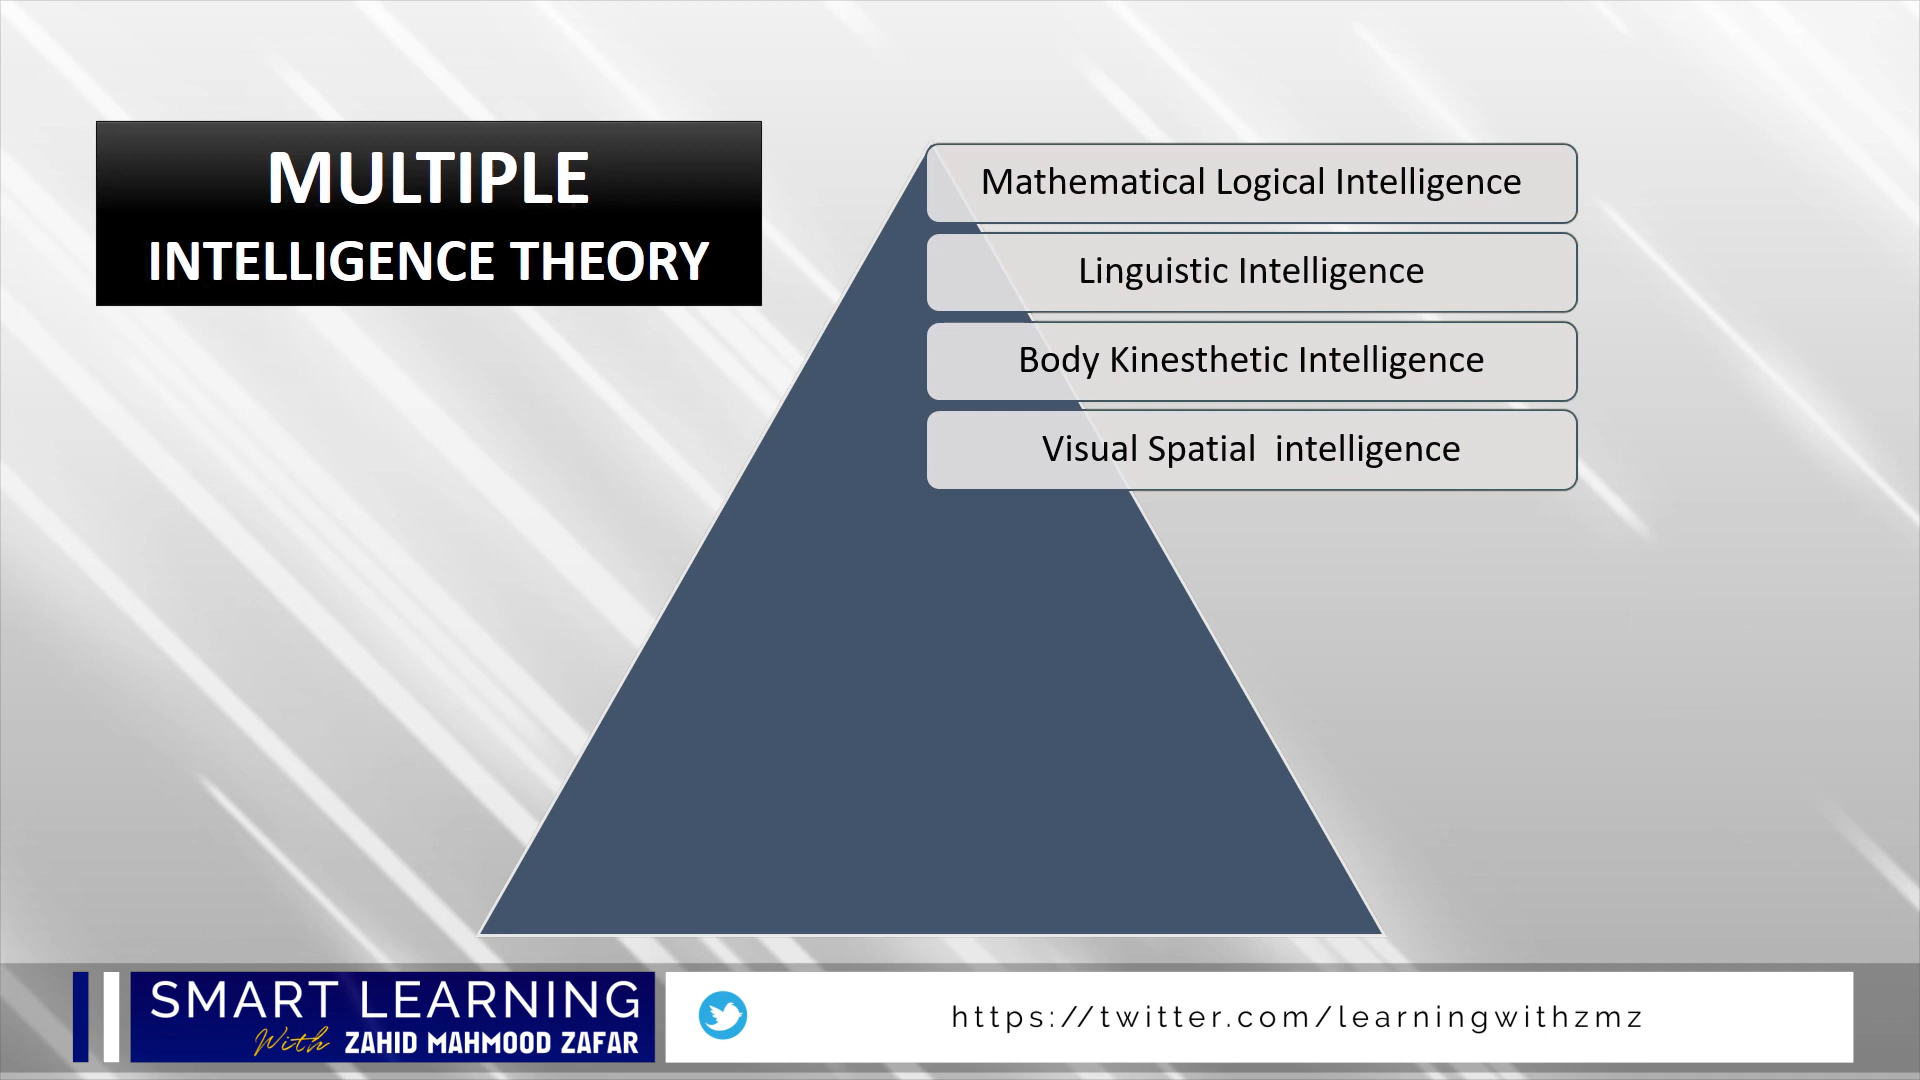 MULTIPLE
INTELLIGENCE THEORY
Mathematical Logical Intelligence
Linguistic Intelligence
Body Kinesthetic Intelligence
Visual Spatial  intelligence
SMART LEARNING
With ZAHID MAHMOOD ZAFAR
https://twitter.com/learningwithzmz